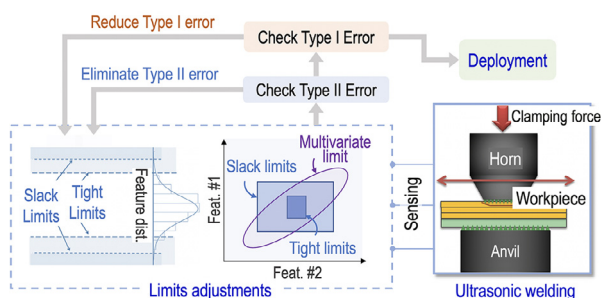 Reduce Type I error
Check Type I Error
Eliminate Type II error
Check Type II Error
Deployment
Slack
Limits
Tight
Limits
Feature dist.
Feat. #1
Slack limits
Multivariate
limit
Tight limits
Feat. #2
Limits adjustments
Sensing
Clamping force
Horn
Workpiece
Anvil
Ultrasonic welding